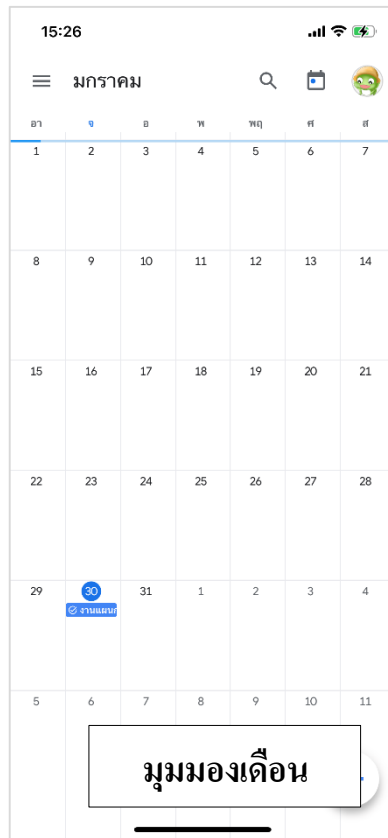 15:26
มกราคม
อา จ อ พ พฤ ศ ส
1 2 3 4 5 6 7
8 9 10 11 12 13 14
15 16 17 18 19 20 21
22 23 24 25 26 27 28
29 30 31 1 2 3 4
งานแผนก
5 6 7 8 9 10 11
มุมมองเดือน